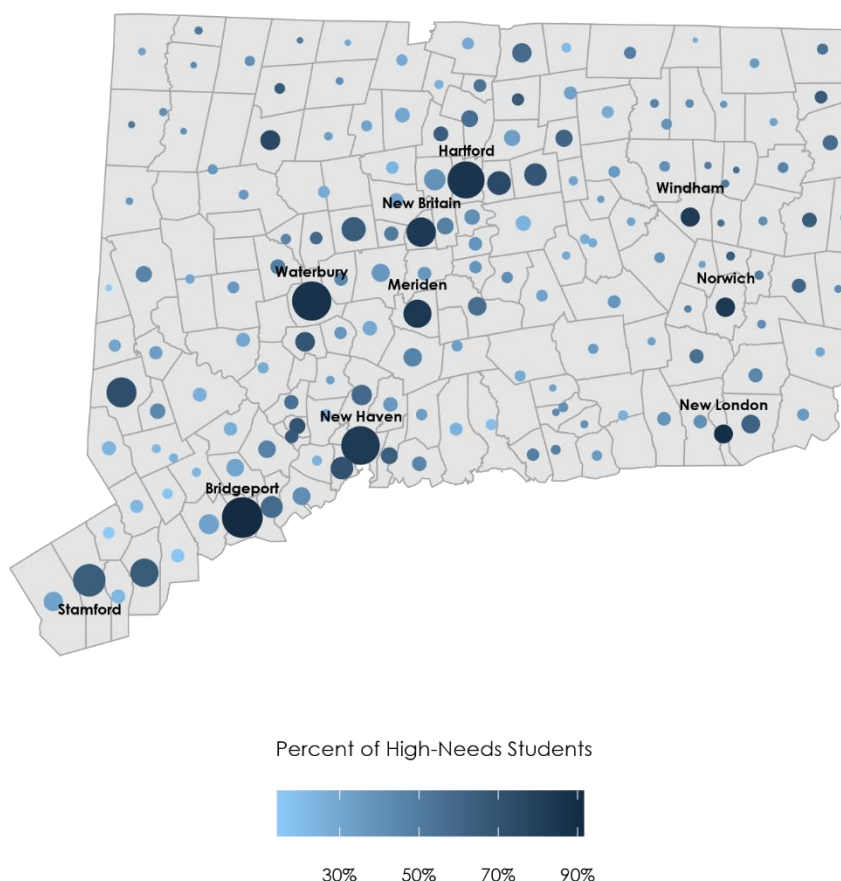 Hartford
Windham
New Britain
Waterbury
Meriden
Norwich
New London
New Haven
Bridgeport
Stamford
Percent of High-Needs Students
30% 50% 70% 90%